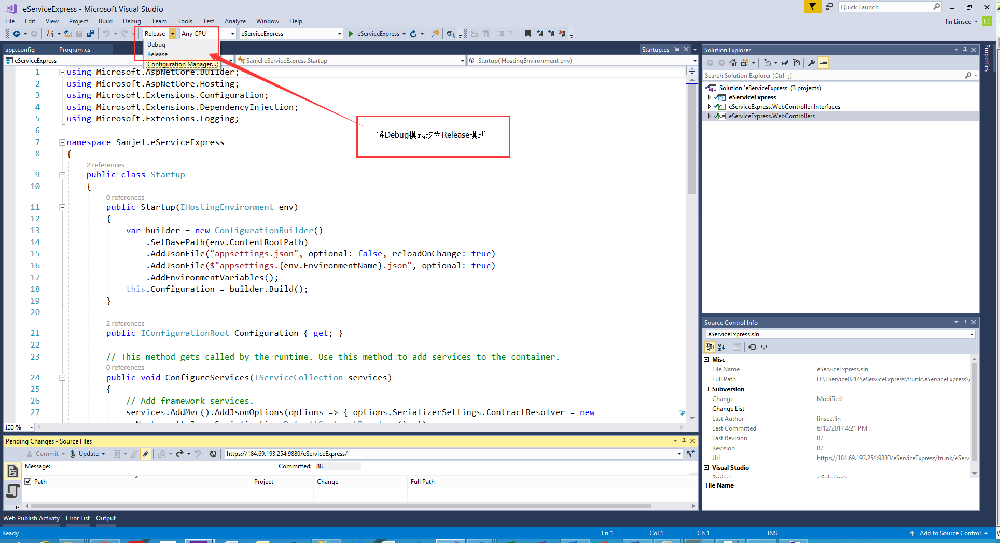 eServiceExpress - Microsoft Visual Studio
Quick Launch
File Edit View Project Build Debug Team Tools Test Analyze Window Help
lin Linsee LL
Release Any CPU eServiceExpress eServiceExpress
Debug
Release
Configuration Manager...
app.config Program.cs Startup.cs
eServiceExpress Sanjel.eServiceExpress.Startup Startup(IHostingEnvironment env)
1 using Microsoft.AspNetCore.Builder;
2 using Microsoft.AspNetCore.Hosting;
3 using Microsoft.Extensions.Configuration;
4 using Microsoft.Extensions.DependencyInjection;
5 using Microsoft.Extensions.Logging;
6
7 namespace Sanjel.eServiceExpress
8 {
将Debug模式改为Release模式
2 references
9 public class Startup
10 {
0 references
11 public Startup(IHostingEnvironment env)
12 {
13 var builder = new ConfigurationBuilder()
14 .SetBasePath(env.ContentRootPath)
15 .AddJsonFile("appsettings.json", optional: false, reloadOnChange: true)
16 .AddJsonFile($"appsettings.{env.EnvironmentName}.json", optional: true)
17 .AddEnvironmentVariables();
18 this.Configuration = builder.Build();
19 }
20
2 references
21 public IConfigurationRoot Configuration { get; }
22
23 // This method gets called by the runtime. Use this method to add services to the container.
0 references
24 public void ConfigureServices(IServiceCollection services)
25 {
26 // Add framework services.
27 services.AddMvc().AddJsonOptions(options => { options.SerializerSettings.ContractResolver = new
133 %
Pending Changes - Source Files
Commit Update https://184.69.193.254:9880/eServiceExpress/
Message: Committed: 88
Path Project Change Full Path
Web Publish Activity Error List Output
Solution Explorer
Properties
Search Solution Explorer (Ctrl+;)
Solution 'eServiceExpress' (3 projects)
eServiceExpress
C# eServiceExpress.WebController.Interfaces
C# eServiceExpress.WebControllers
Source Control Info
eServiceExpress.sln
Misc
File Name eServiceExpress.sln
Full Path D:\EService0214\eServiceExpress\trunk\eServiceExpress\
Subversion
Change Modified
Change List
Last Author linsee.lin
Last Committed 6/12/2017 4:21 PM
Last Revision 87
Revision 87
Url https://184.69.193.254:9880/eServiceExpress/trunk/eServ
Visual Studio
File Name
Ready Ln 1 Col 1 Ch 1 INS Add to Source Control